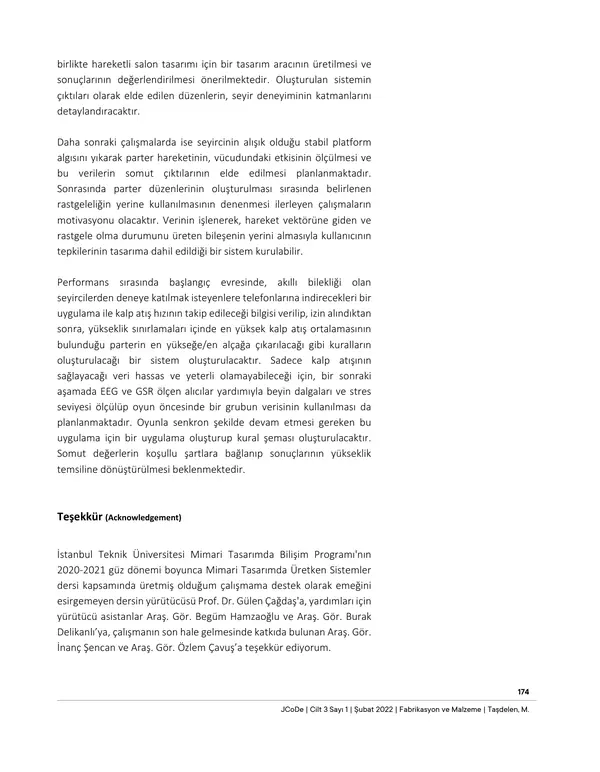 birlikte hareketli salon tasarımı için bir tasarım aracının üretilmesi ve
sonuçlarının değerlendirilmesi önerilmektedir. Oluşturulan sistemin
çıktıları olarak elde edilen düzenlerin, seyir deneyiminin katmanlarını
detaylandıracaktır.
Daha sonraki çalışmalarda ise seyircinin alışık olduğu stabil platform
algısını yıkarak parter hareketinin, vücudundaki etkisinin ölçülmesi ve
bu verilerin somut çıktılarının elde edilmesi planlanmaktadır.
Sonrasında parter düzenlerinin oluşturulması sırasında belirlenen
rastgeleliğin yerine kullanılmasının denenmesi ilerleyen çalışmaların
motivasyonu olacaktır. Verinin işlenerek, hareket vektörüne giden ve
rastgele olma durumunu üreten bileşenin yerini almasıyla kullanıcının
tepkilerinin tasarıma dahil edildiği bir sistem kurulabilir.
Performans sırasında başlangıç evresinde, akıllı bilekliği olan
seyircilerden deneye katılmak isteyenlere telefonlarına indirecekleri bir
uygulama ile kalp atış hızının takip edileceği bilgisi verilip, izin alındıktan
sonra, yükseklik sınırlamaları içinde en yüksek kalp atış ortalamasının
bulunduğu parterin en yükseğe/en alçağa çıkarılacağı gibi kuralların
oluşturulacağı bir sistem oluşturulacaktır. Sadece kalp atışının
sağlayacağı veri hassas ve yeterli olamayabileceği için, bir sonraki
aşamada EEG ve GSR ölçen alıcılar yardımıyla beyin dalgaları ve stres
seviyesi ölçülüp oyun öncesinde bir grubun verisinin kullanılması da
planlanmaktadır. Oyunla senkron şekilde devam etmesi gereken bu
uygulama için bir uygulama oluşturup kural şeması oluşturulacaktır.
Somut değerlerin koşullu şartlara bağlanıp sonuçlarının yükseklik
temsiline dönüştürülmesi beklenmektedir.
Teşekkür (Acknowledgement)
İstanbul Teknik Üniversitesi Mimari Tasarımda Bilişim Programı'nın
2020-2021 güz dönemi boyunca Mimari Tasarımda Üretken Sistemler
dersi kapsamında üretmiş olduğum çalışmama destek olarak emeğini
esirgemeyen dersin yürütücüsü Prof. Dr. Gülen Çağdaş'a, yardımları için
yürütücü asistanlar Araş. Gör. Begüm Hamzaoğlu ve Araş. Gör. Burak
Delikanlı'ya, çalışmanın son hale gelmesinde katkıda bulunan Araş. Gör.
İnanç Şencan ve Araş. Gör. Özlem Çavuş'a teşekkür ediyorum.
174
JCoDe | Cilt 3 Sayı 1 | Şubat 2022 | Fabrikasyon ve Malzeme | Taşdelen, M.